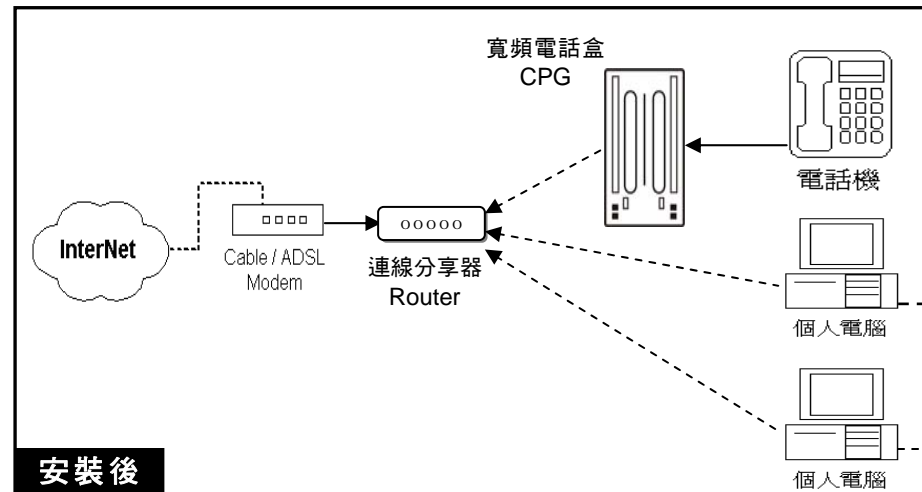 寬頻電話盒
CPG
電話機
InterNet
Cable / ADSL
Modem
連線分享器
Router
個人電腦
個人電腦
安裝後